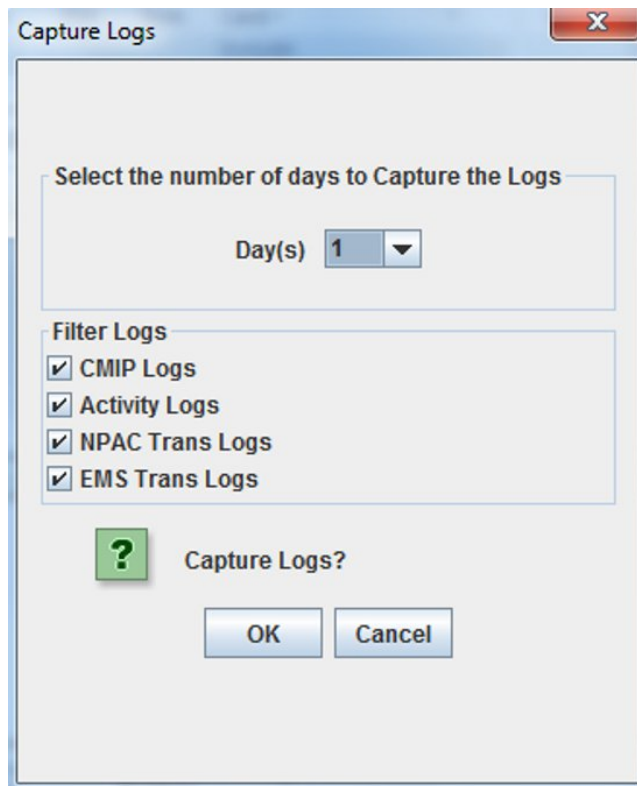 Capture Logs
Select the number of days to Capture the Logs
Day(s) 1
Filter Logs
CMIP Logs
Activity Logs
NPAC Trans Logs
EMS Trans Logs
? Capture Logs?
OK Cancel